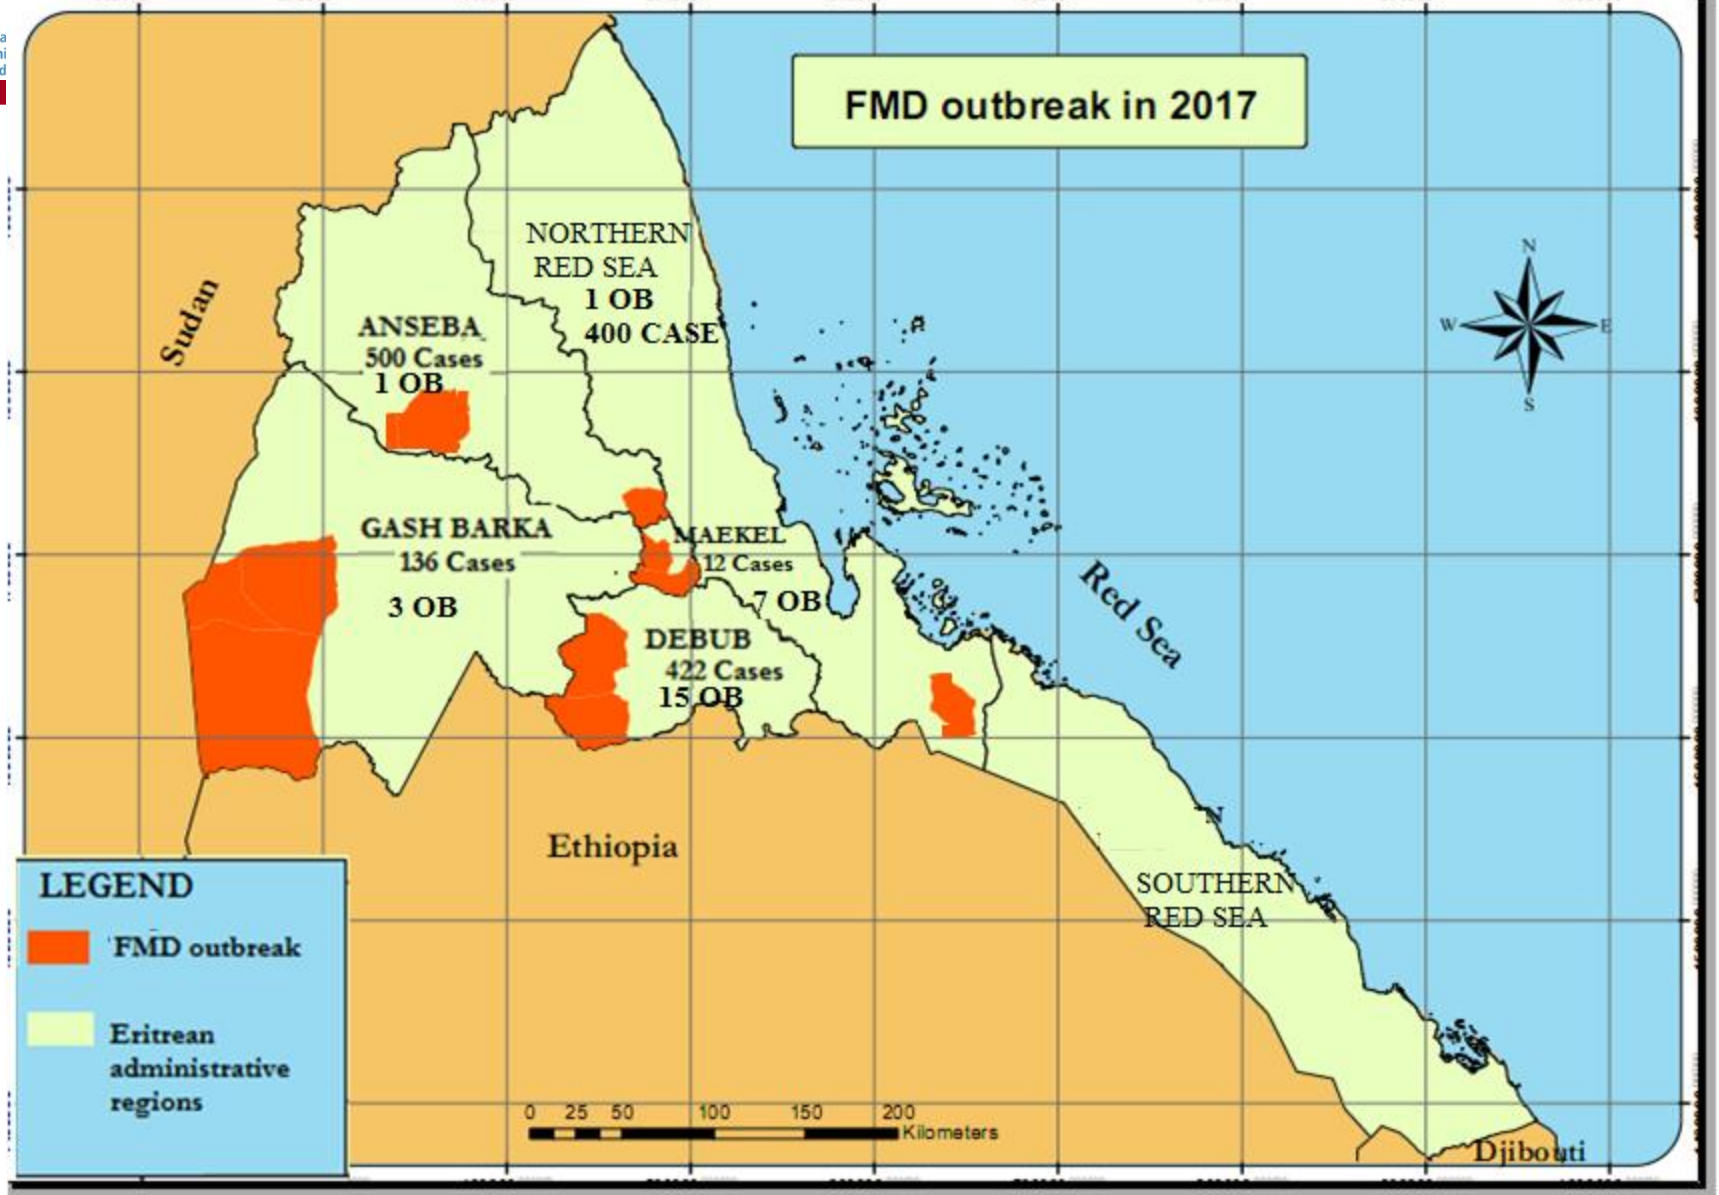 FMD outbreak in 2017
N
W
E
S
NORTHERN
RED SEA
1 OB
400 CASE
Sudan
ANSEBA
500 Cases
1 OB
GASH BARKA
136 Cases
3 OB
MAEKEL
12 Cases
7 OB
DEBUB
422 Cases
15 OB
Red Sea
N
Ethiopia
SOUTHERN
RED SEA
LEGEND
FMD outbreak
Eritrean
administrative
regions
0 25 50 100 150 200
Kilometers
Djibouti